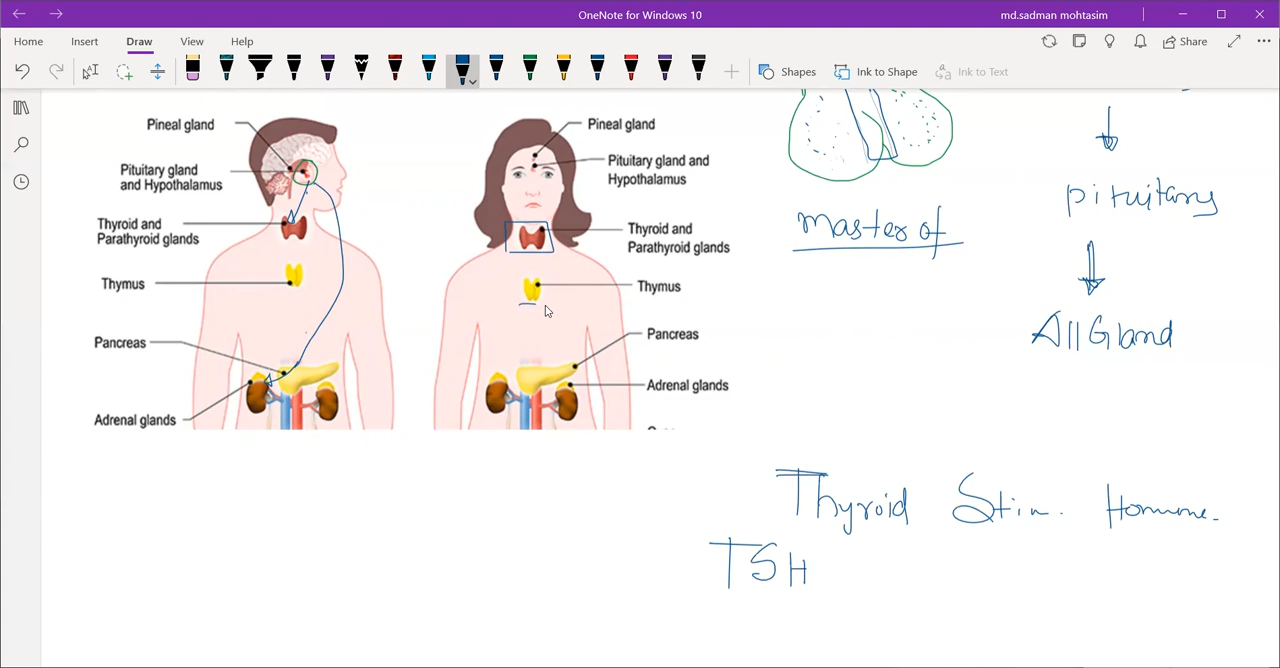 OneNote for Windows 10
md.sadman mohtasim
Home Insert Draw View Help
Share
Shapes
Ink to Shape
Ink to Text
Pineal gland
Pituitary gland
and Hypothalamus
Thyroid and
Parathyroid glands
Thymus
Pancreas
Adrenal glands
Pineal gland
Pituitary gland and
Hypothalamus
Thyroid and
Parathyroid glands
Thymus
Pancreas
Adrenal glands
master of
Pituitary
All Gland
Thyroid Stim. Hormone.
TSH